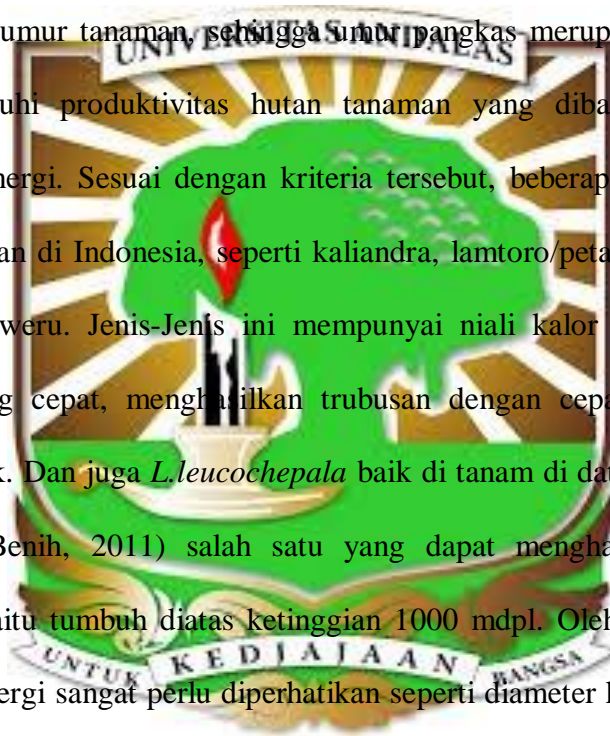 umur tanaman, sehingga umur pangkas merup
UNIVERSITAS ANDALAS
uhi produktivitas hutan tanaman yang diba
nergi. Sesuai dengan kriteria tersebut, beberap
an di Indonesia, seperti kaliandra, lamtoro/peta
weru. Jenis-Jenis ini mempunyai niali kalor
g cepat, menghasilkan trubusan dengan cepa
k. Dan juga L.leucochepala baik di tanam di dat
Benih, 2011) salah satu yang dapat mengha
aitu tumbuh diatas ketinggian 1000 mdpl. Oleh
UNTUK KEDJAJAAN BANGSA
ergi sangat perlu diperhatikan seperti diameter